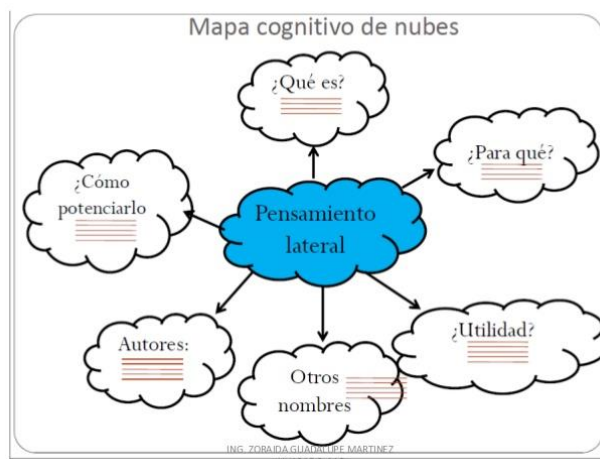 Mapa cognitivo de nubes
¿Qué es?
¿Para qué?
¿Cómo
potenciarlo
Pensamiento
lateral
Autores:
Otros
nombres
¿Utilidad?
ING. ZORAIDA GUADALUPE MARTINEZ